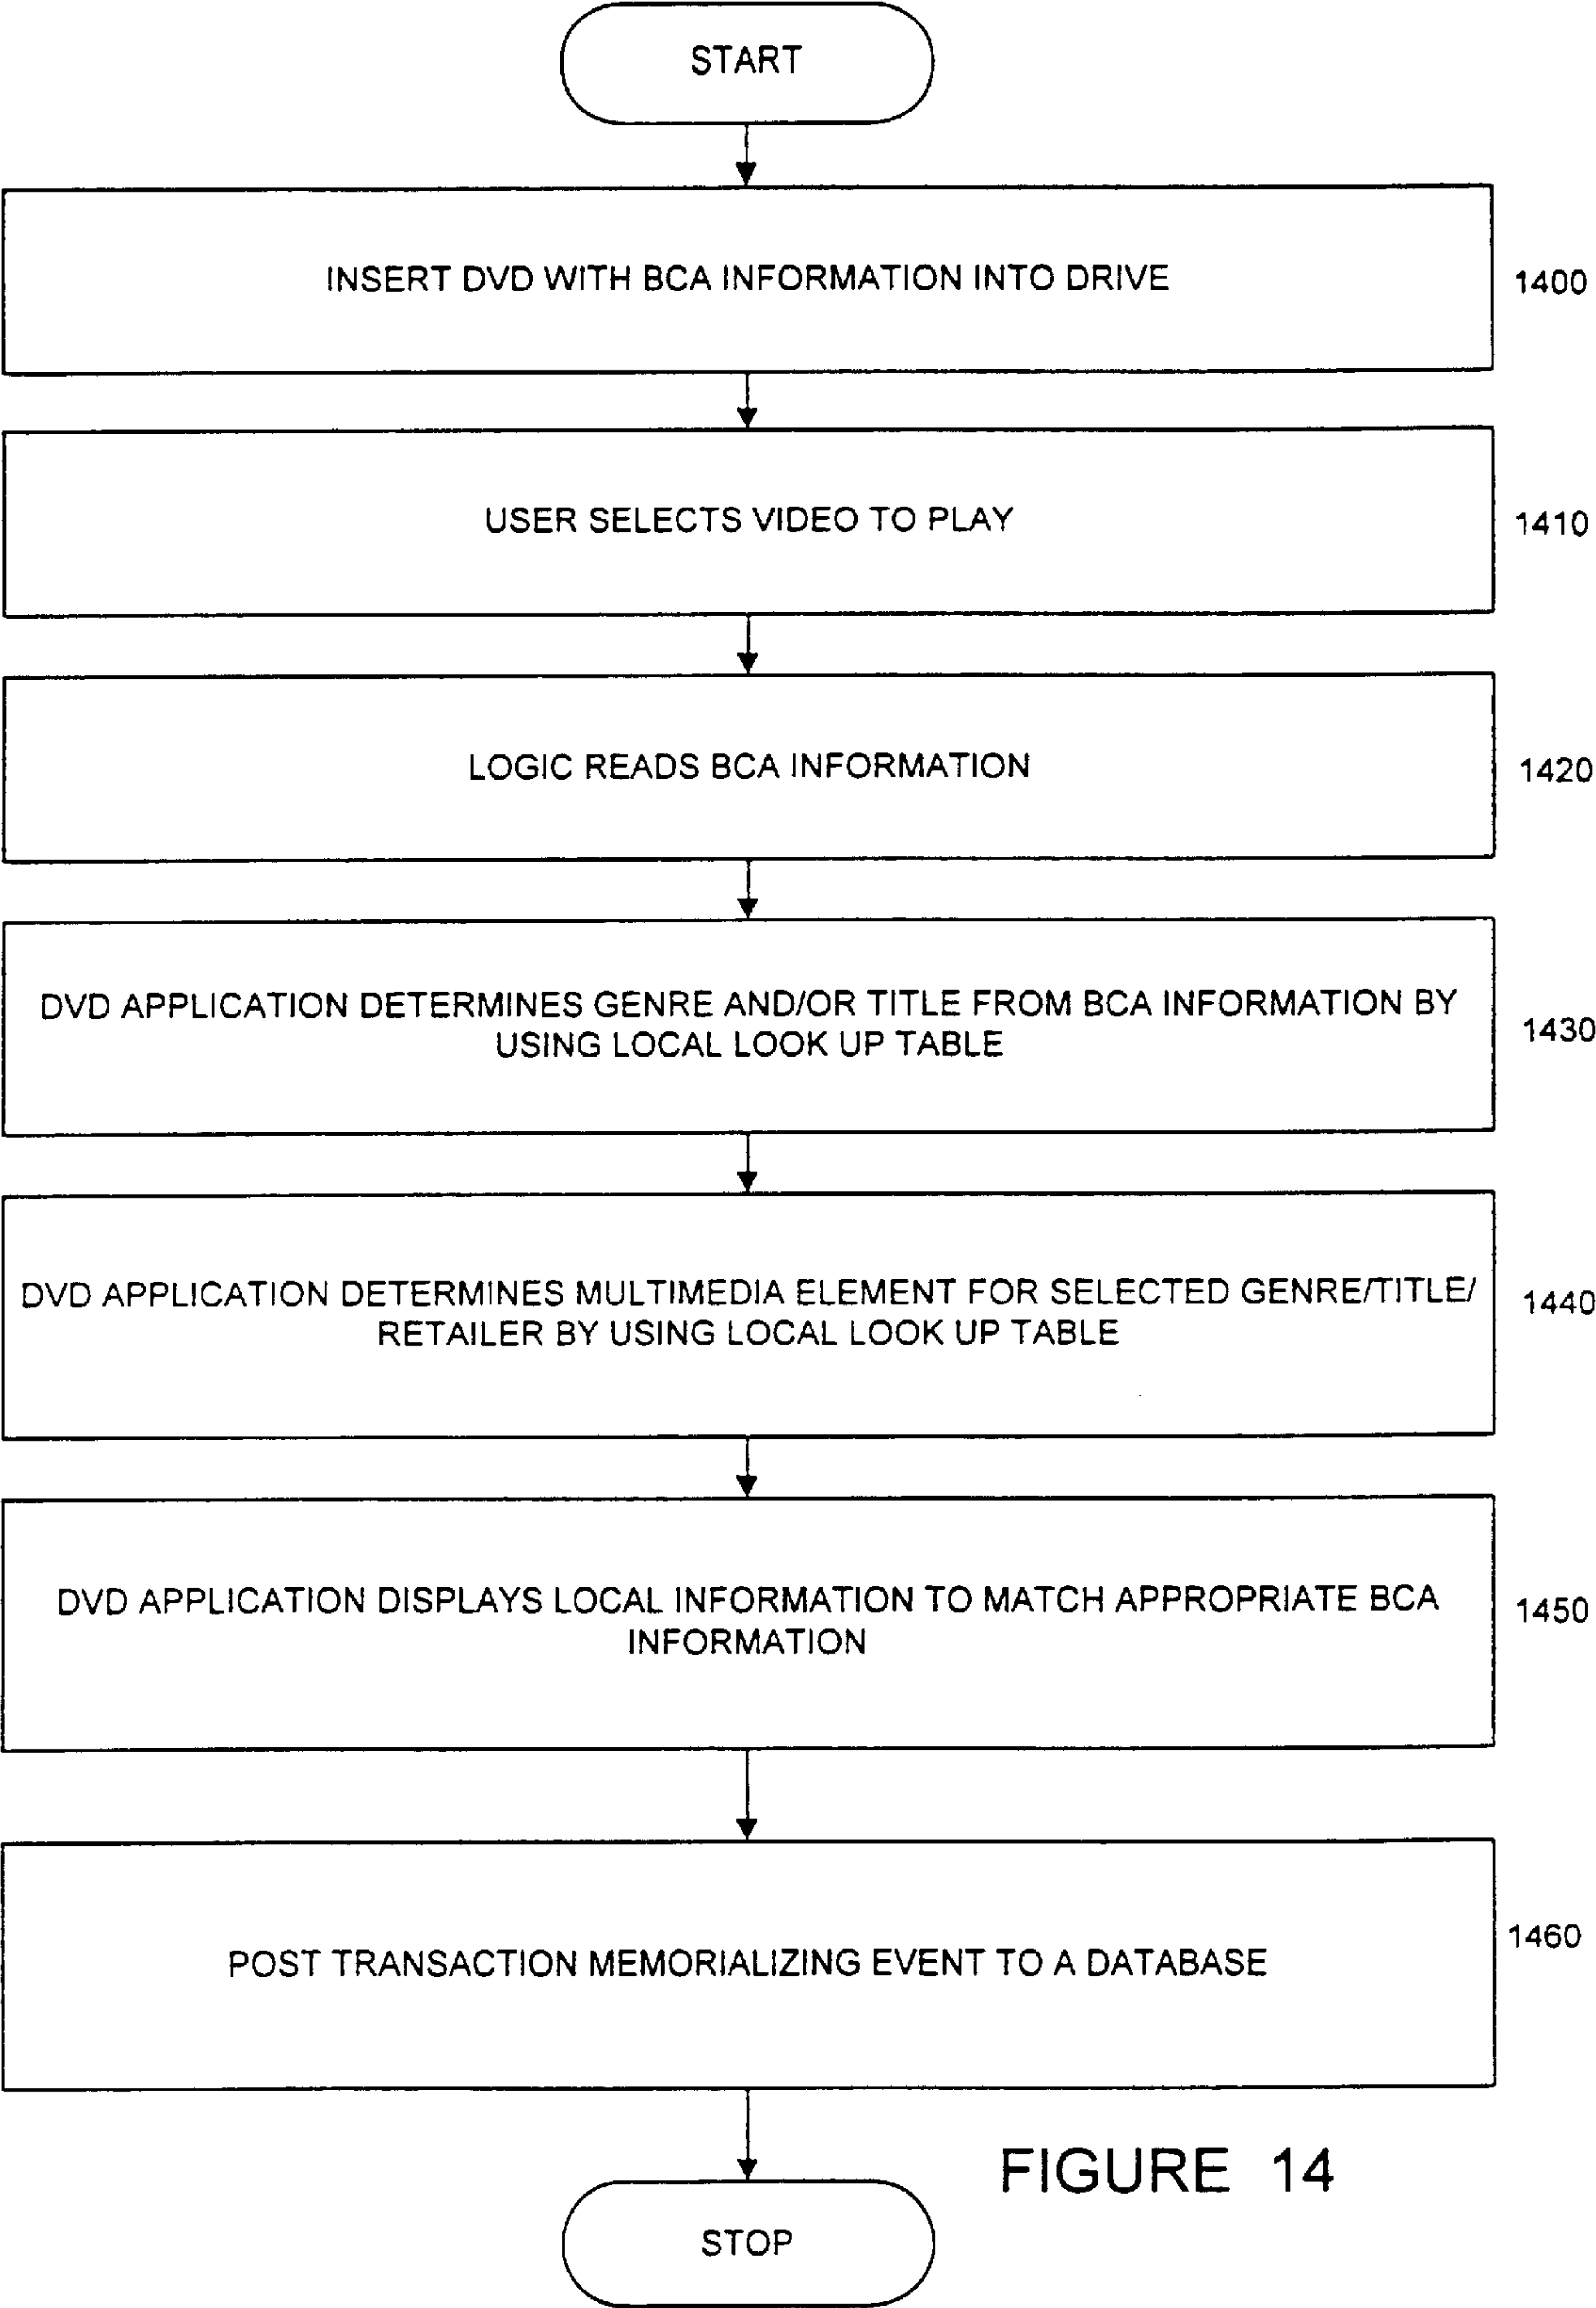 START
INSERT DVD WITH BCA INFORMATION INTO DRIVE
1400
USER SELECTS VIDEO TO PLAY
1410
LOGIC READS BCA INFORMATION
1420
DVD APPLICATION DETERMINES GENRE AND/OR TITLE FROM BCA INFORMATION BY
USING LOCAL LOOK UP TABLE
1430
DVD APPLICATION DETERMINES MULTIMEDIA ELEMENT FOR SELECTED GENRE/TITLE/
RETAILER BY USING LOCAL LOOK UP TABLE
1440
DVD APPLICATION DISPLAYS LOCAL INFORMATION TO MATCH APPROPRIATE BCA
INFORMATION
1450
POST TRANSACTION MEMORIALIZING EVENT TO A DATABASE
1460
FIGURE 14
STOP